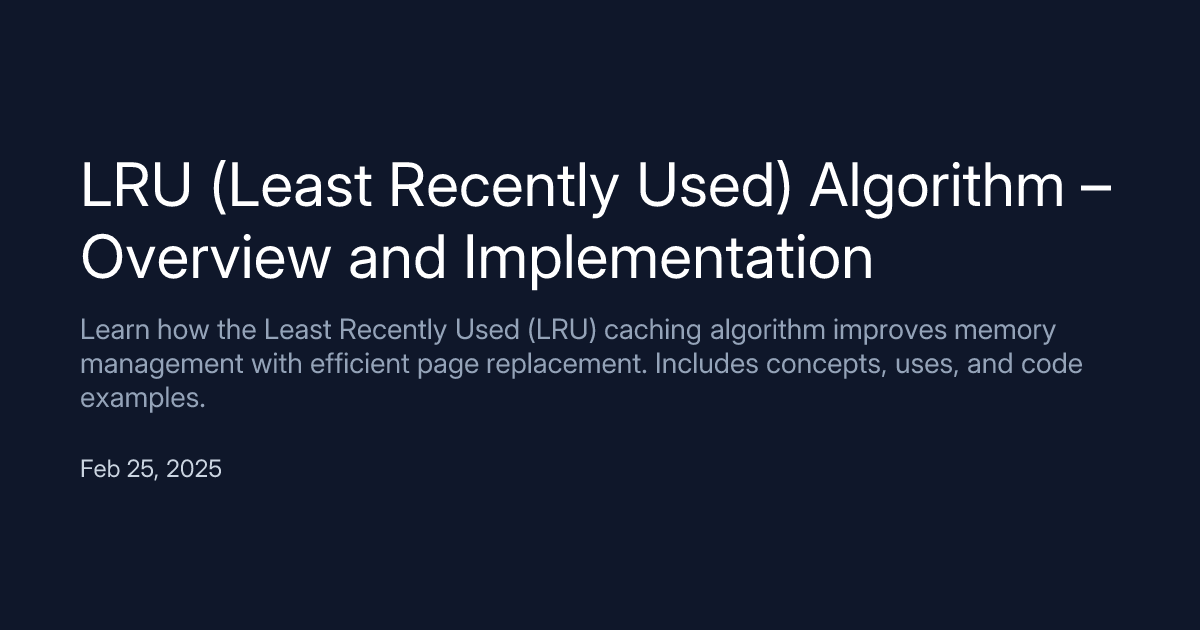 LRU (Least Recently Used) Algorithm –
Overview and Implementation
Learn how the Least Recently Used (LRU) caching algorithm improves memory
management with efficient page replacement. Includes concepts, uses, and code
examples.
Feb 25, 2025